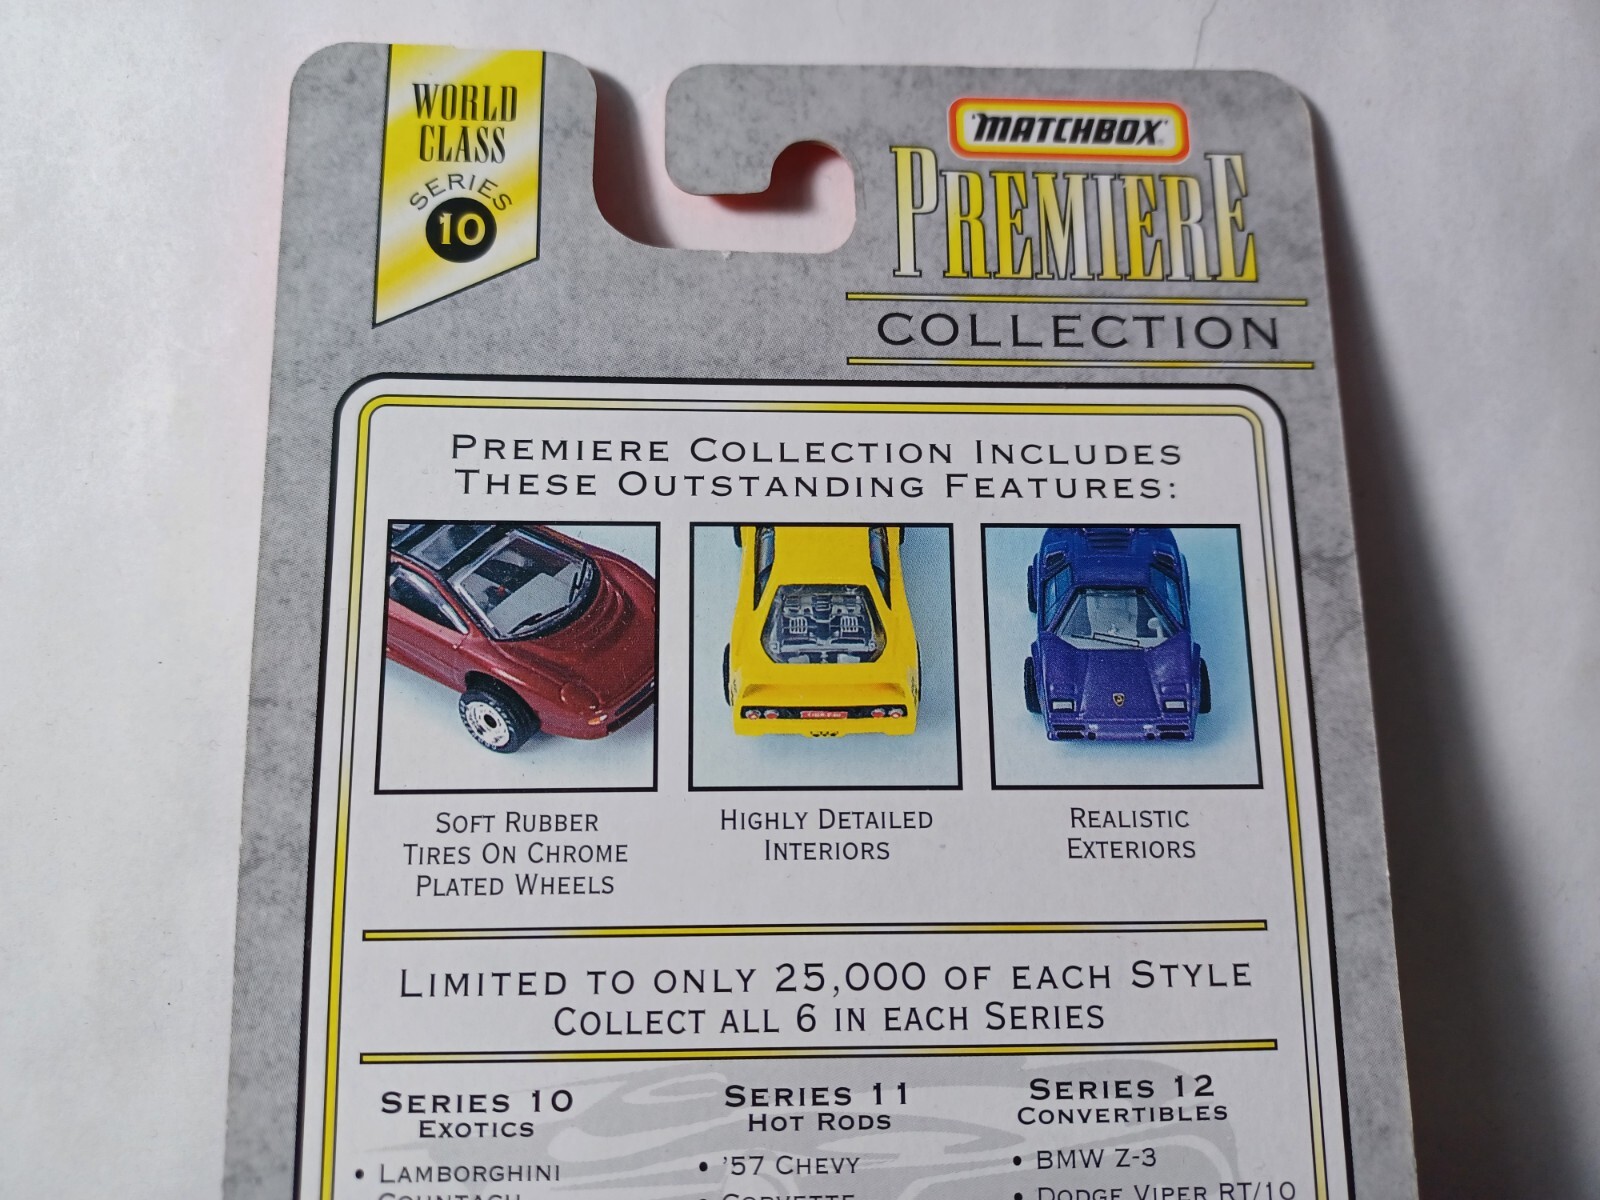 WORLD
CLASS
SERIES
10
MATCHBOX
PREMIERE
COLLECTION
PREMIERE COLLECTION INCLUDES
THESE OUTSTANDING FEATURES:
SOFT RUBBER
TIRES ON CHROME
PLATED WHEELS
HIGHLY DETAILED
INTERIORS
REALISTIC
EXTERIORS
LIMITED TO ONLY 25,000 OF EACH STYLE
COLLECT ALL 6 IN EACH SERIES
SERIES 10
EXOTICS
• LAMBORGHINI
COUNTACH
SERIES 11
HOT RODS
• '57 CHEVY
• CORVETTE
SERIES 12
CONVERTIBLES
• BMW Z-3
• DODGE VIPER RT/10